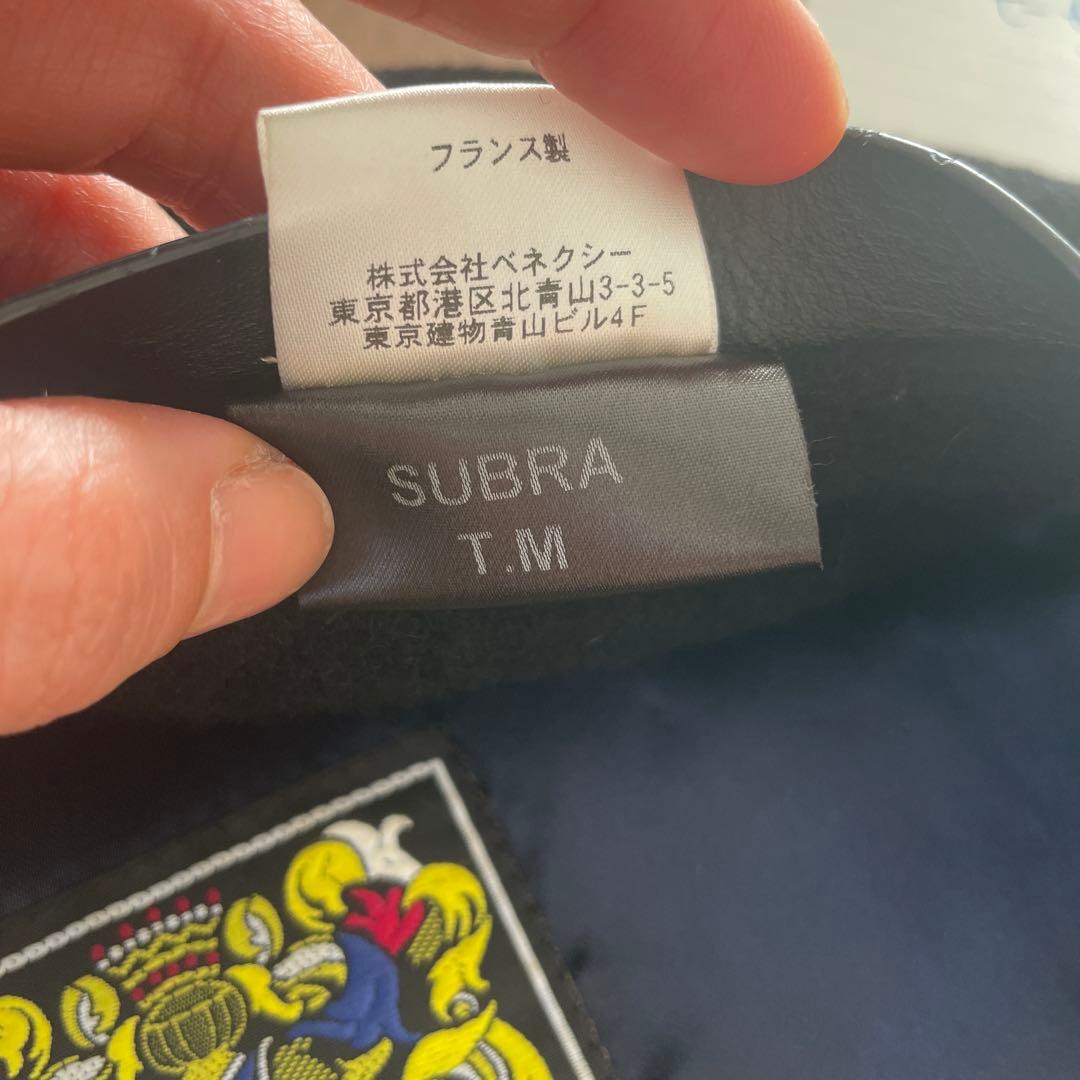 フランス製
株式会社ベネクシー
東京都港区北青山3-3-5
東京建物青山ビル4F
SUBRA
T.M